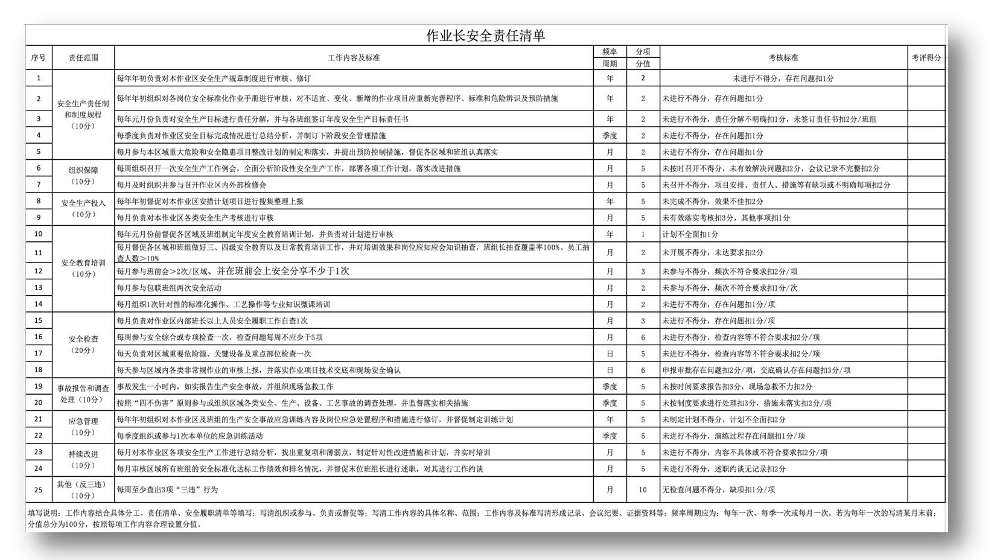 作业长安全责任清单
序号 责任范围 工作内容及标准 频率 分项 考核标准 考评得分
周期 分值
1 每年年初负责对本作业区安全生产规章制度进行审核、修订 年 2 未进行不得分，存在问题扣1分
安全生产责任制
和制度规程
（10分）
2 每年年初组织对各岗位安全标准化作业手册进行审核，对不适宜、变化、新增的作业项目应重新完善程序、标准和危险辨识及预防措施 年 2 未进行不得分，存在问题扣1分
3 每年元月份负责对安全生产目标进行责任分解，并与各班组签订年度安全生产目标责任书 年 2 未进行不得分，责任分解不明确扣1分，未签订责任书扣2分/班组
4 每季度负责对作业区安全目标完成情况进行总结分析，并制订下阶段安全管理措施 季度 2 未进行不得分，存在问题扣1分
5 每月参与本区域重大危险和安全隐患项目整改计划的制定和落实，并提出预防控制措施，督促各区域和班组认真落实 月 2 未进行不得分，存在问题扣1分
组织保障
（10分）
6 每周组织召开一次安全生产工作例会，全面分析阶段性安全生产工作，部署各项工作计划，落实改进措施 月 5 未按时召开不得分，未有效解决问题扣2分，会议记录不完整扣2分
7 每月及时组织并参与召开作业区内外部检修会 月 5 未召开不得分，项目安排、责任人、措施等有缺项或不明确每项扣2分
安全生产投入
（10分）
8 每年年初督促对本作业区安措计划项目进行搜集整理上报 年 5 未完成不得分，效果不佳扣2分
9 每月负责对本作业区各类安全生产考核进行审核 月 5 未有效落实考核扣3分，其他事项扣1分
安全教育培训
（10分）
10 每年元月份前督促各区域及班组制定年度安全教育培训计划，并负责对计划进行审核 年 1 计划不全面扣1分
11 每月督促各区域和班组做好三、四级安全教育以及日常教育培训工作，并对培训效果和岗位应知应会知识抽查，班组长抽查覆盖率100%、员工抽
查人数＞10% 月 2 未开展不得分，未达要求扣2分
12 每月参与班前会＞2次/区域、并在班前会上安全分享不少于1次 月 3 未参与不得分，频次不符合要求扣2分/项
13 每月参与包联班组两次安全活动 月 2 未参与不得分，频次不符合要求扣1分/次
14 每月组织1次针对性的标准化操作、工艺操作等专业知识微课培训 月 2 未进行不得分，存在问题扣1分/项
安全检查
（20分）
15 每月负责对作业区内部班长以上人员安全履职工作自查1次 月 3 未进行不得分，存在问题扣1分/项
16 每周参与安全综合或专项检查一次，检查问题每周不应少于5项 月 6 未进行不得分，检查内容等不符合要求扣2分/项
17 每天负责对区域重要危险源、关键设备及重点部位检查一次 日 5 未进行不得分，检查内容等不符合要求扣2分/项
18 每天参与区域内各类非常规作业的审核上报，并落实作业项目技术交底和现场安全确认 日 6 申报审批存在问题扣2分/项，交底确认存在问题扣3分/项
事故报告和调查
处理（10分）
19 事故发生一小时内，如实报告生产安全事故，并组织现场急救工作 季度 5 未按时间要求报告扣3分，现场急救不力扣2分
20 按照“四不伤害”原则参与或组织区域各类安全、生产、设备、工艺事故的调查处理，并监督落实相关措施 季度 5 未按制度要求进行处理扣3分，措施未落实扣2分/项
应急管理
（10分）
21 每年年初组织对本作业区及班组的生产安全事故应急训练内容及岗位应急处置程序和措施进行修订，并督促制定训练计划 年 5 未制定计划不得分，计划不全面扣2分
22 每季度组织或参与1次本单位的应急训练活动 季度 5 未进行不得分，演练过程存在问题扣1分/项
持续改进
（10分）
23 每月对本作业区各项安全生产工作进行总结分析，找出重复项和薄弱点，制定针对性改进措施和计划，并实时培训 月 5 未进行不得分，内容不具体或不符合要求扣2分/项
24 每月审核区域所有班组的安全标准化达标工作绩效和排名情况，并督促末位班组长进行述职，对其进行工作约谈 月 5 未进行不得分，述职约谈无记录扣2分
其他（反三违）
（10分）
25 每周至少查出3项“三违”行为 月 10 无检查问题不得分，缺项扣1分/项
填写说明：工作内容结合具体分工、责任清单、安全履职清单等填写；写清组织或参与、负责或督促等；写清工作内容的具体名称、范围；工作内容及标准写清形成记录、会议纪要、证据资料等；频率周期应为：每年一次、每季一次或每月一次，若为每年一次的写清某月末前；
分值总分为100分，按照每项工作内容合理设置分值。